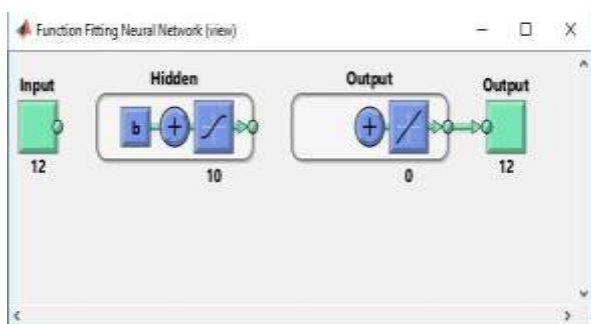 Function Fitting Neural Network (view)
Input Hidden Output Output
b + +
12 10 0 12